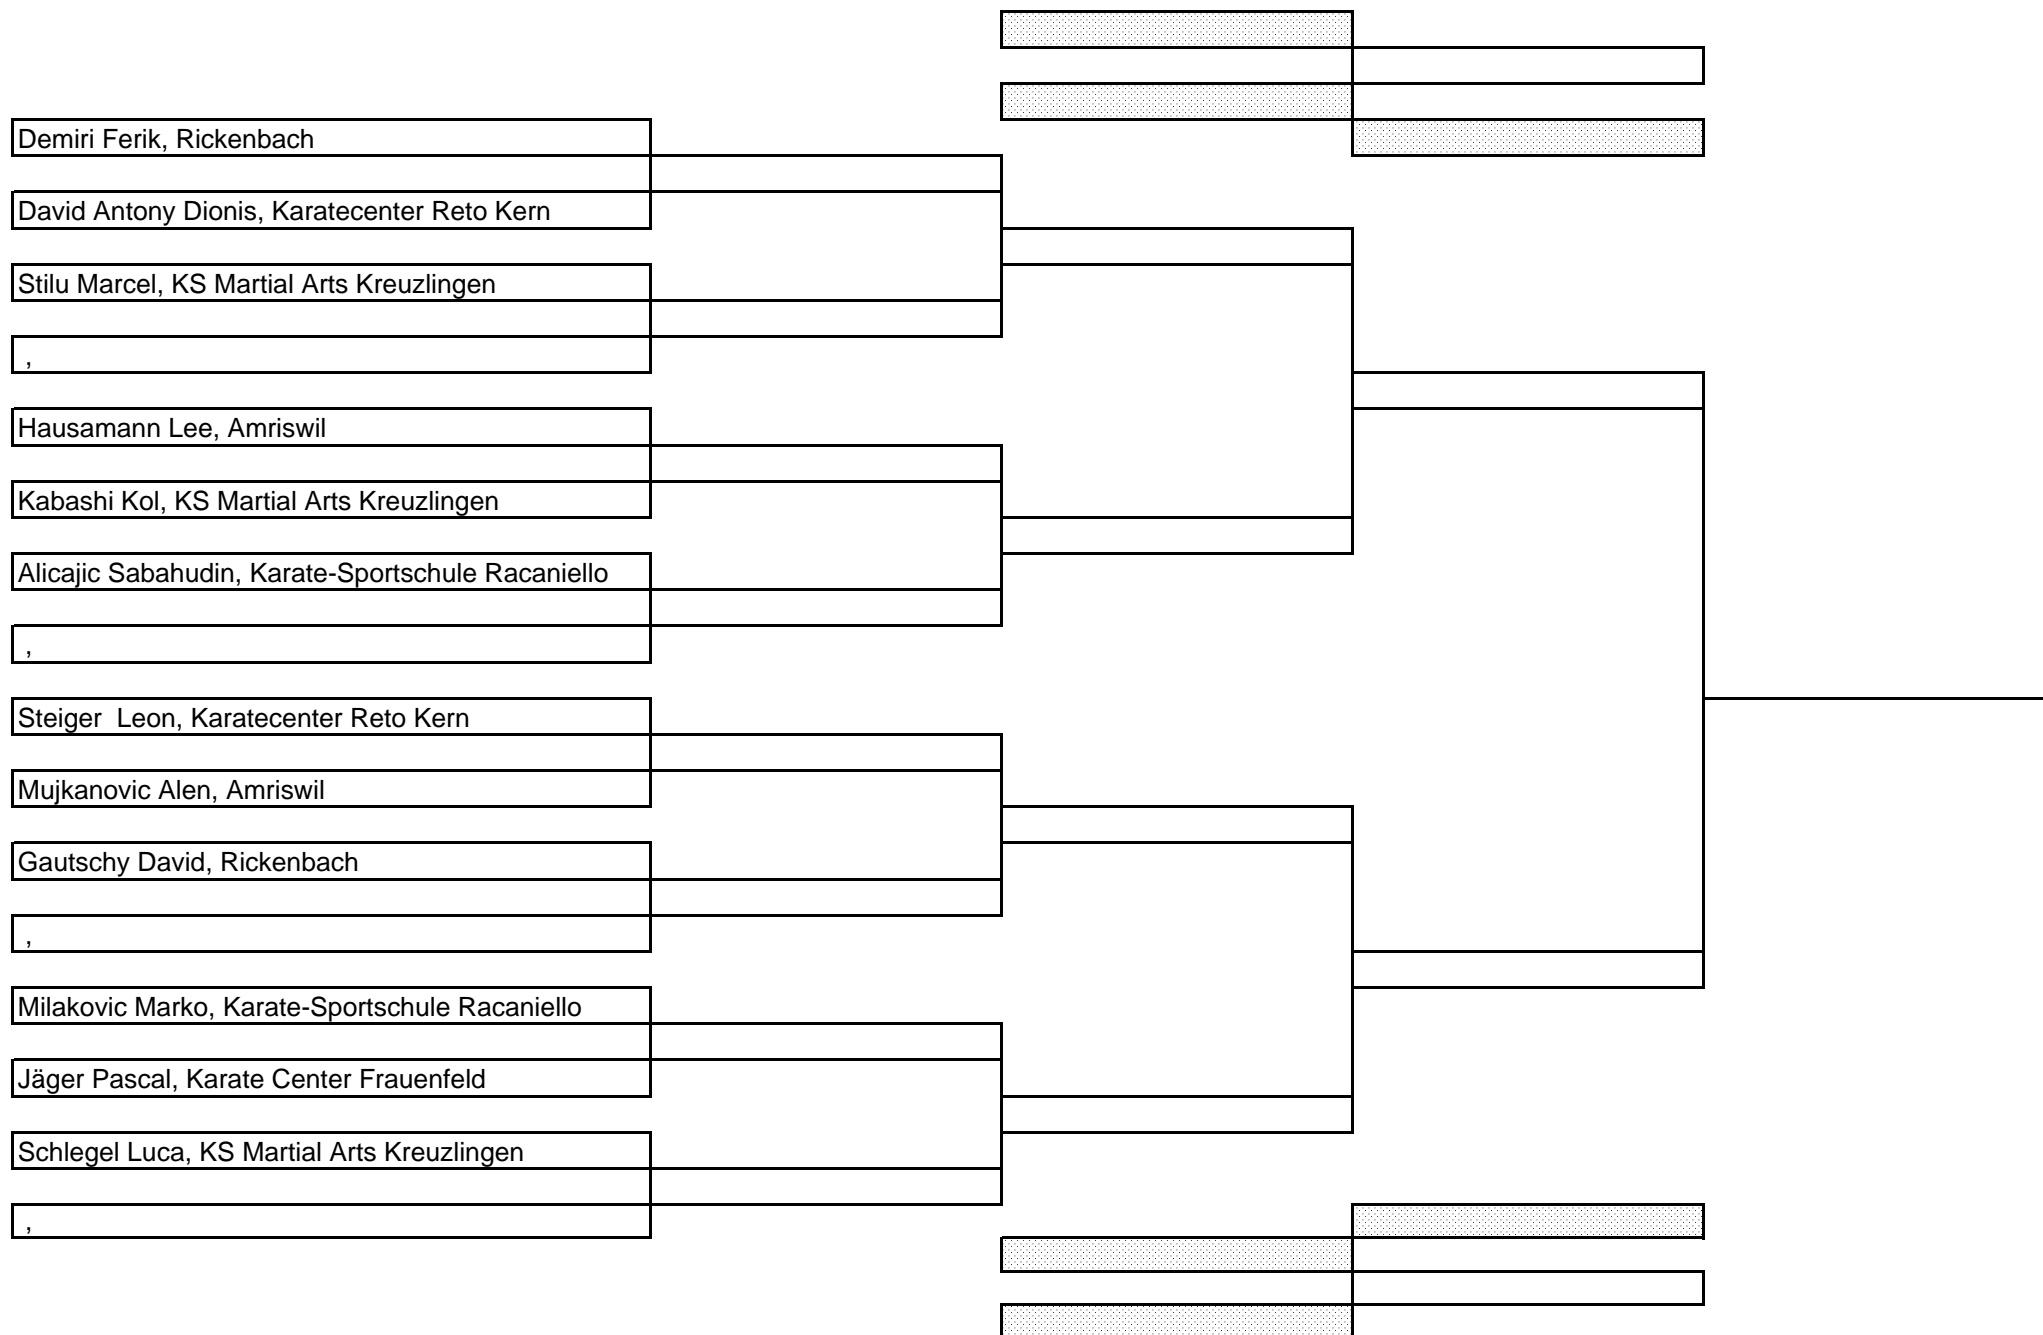 Demiri Ferik, Rickenbach
David Antony Dionis, Karatecenter Reto Kern
Stilu Marcel, KS Martial Arts Kreuzlingen
,
Hausamann Lee, Amriswil
Kabashi Kol, KS Martial Arts Kreuzlingen
Alicajic Sabahudin, Karate-Sportschule Racaniello
,
Steiger  Leon, Karatecenter Reto Kern
Mujkanovic Alen, Amriswil
Gautschy David, Rickenbach
,
Milakovic Marko, Karate-Sportschule Racaniello
Jäger Pascal, Karate Center Frauenfeld
Schlegel Luca, KS Martial Arts Kreuzlingen
,